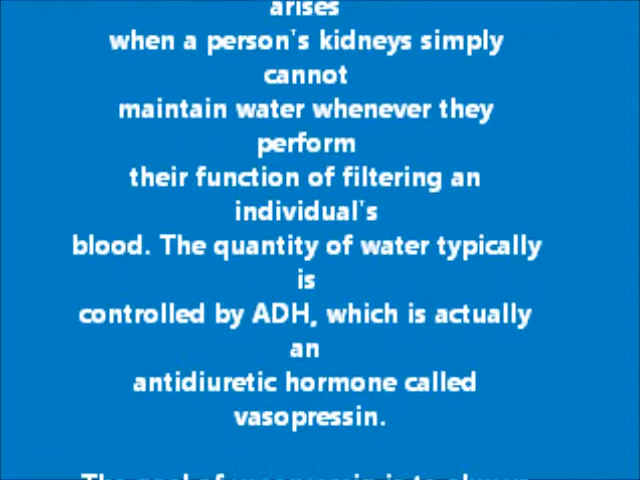 arises
when a person's kidneys simply
cannot
maintain water whenever they
perform
their function of filtering an
individual's
blood. The quantity of water typically
is
controlled by ADH, which is actually
an
antidiuretic hormone called
vasopressin.